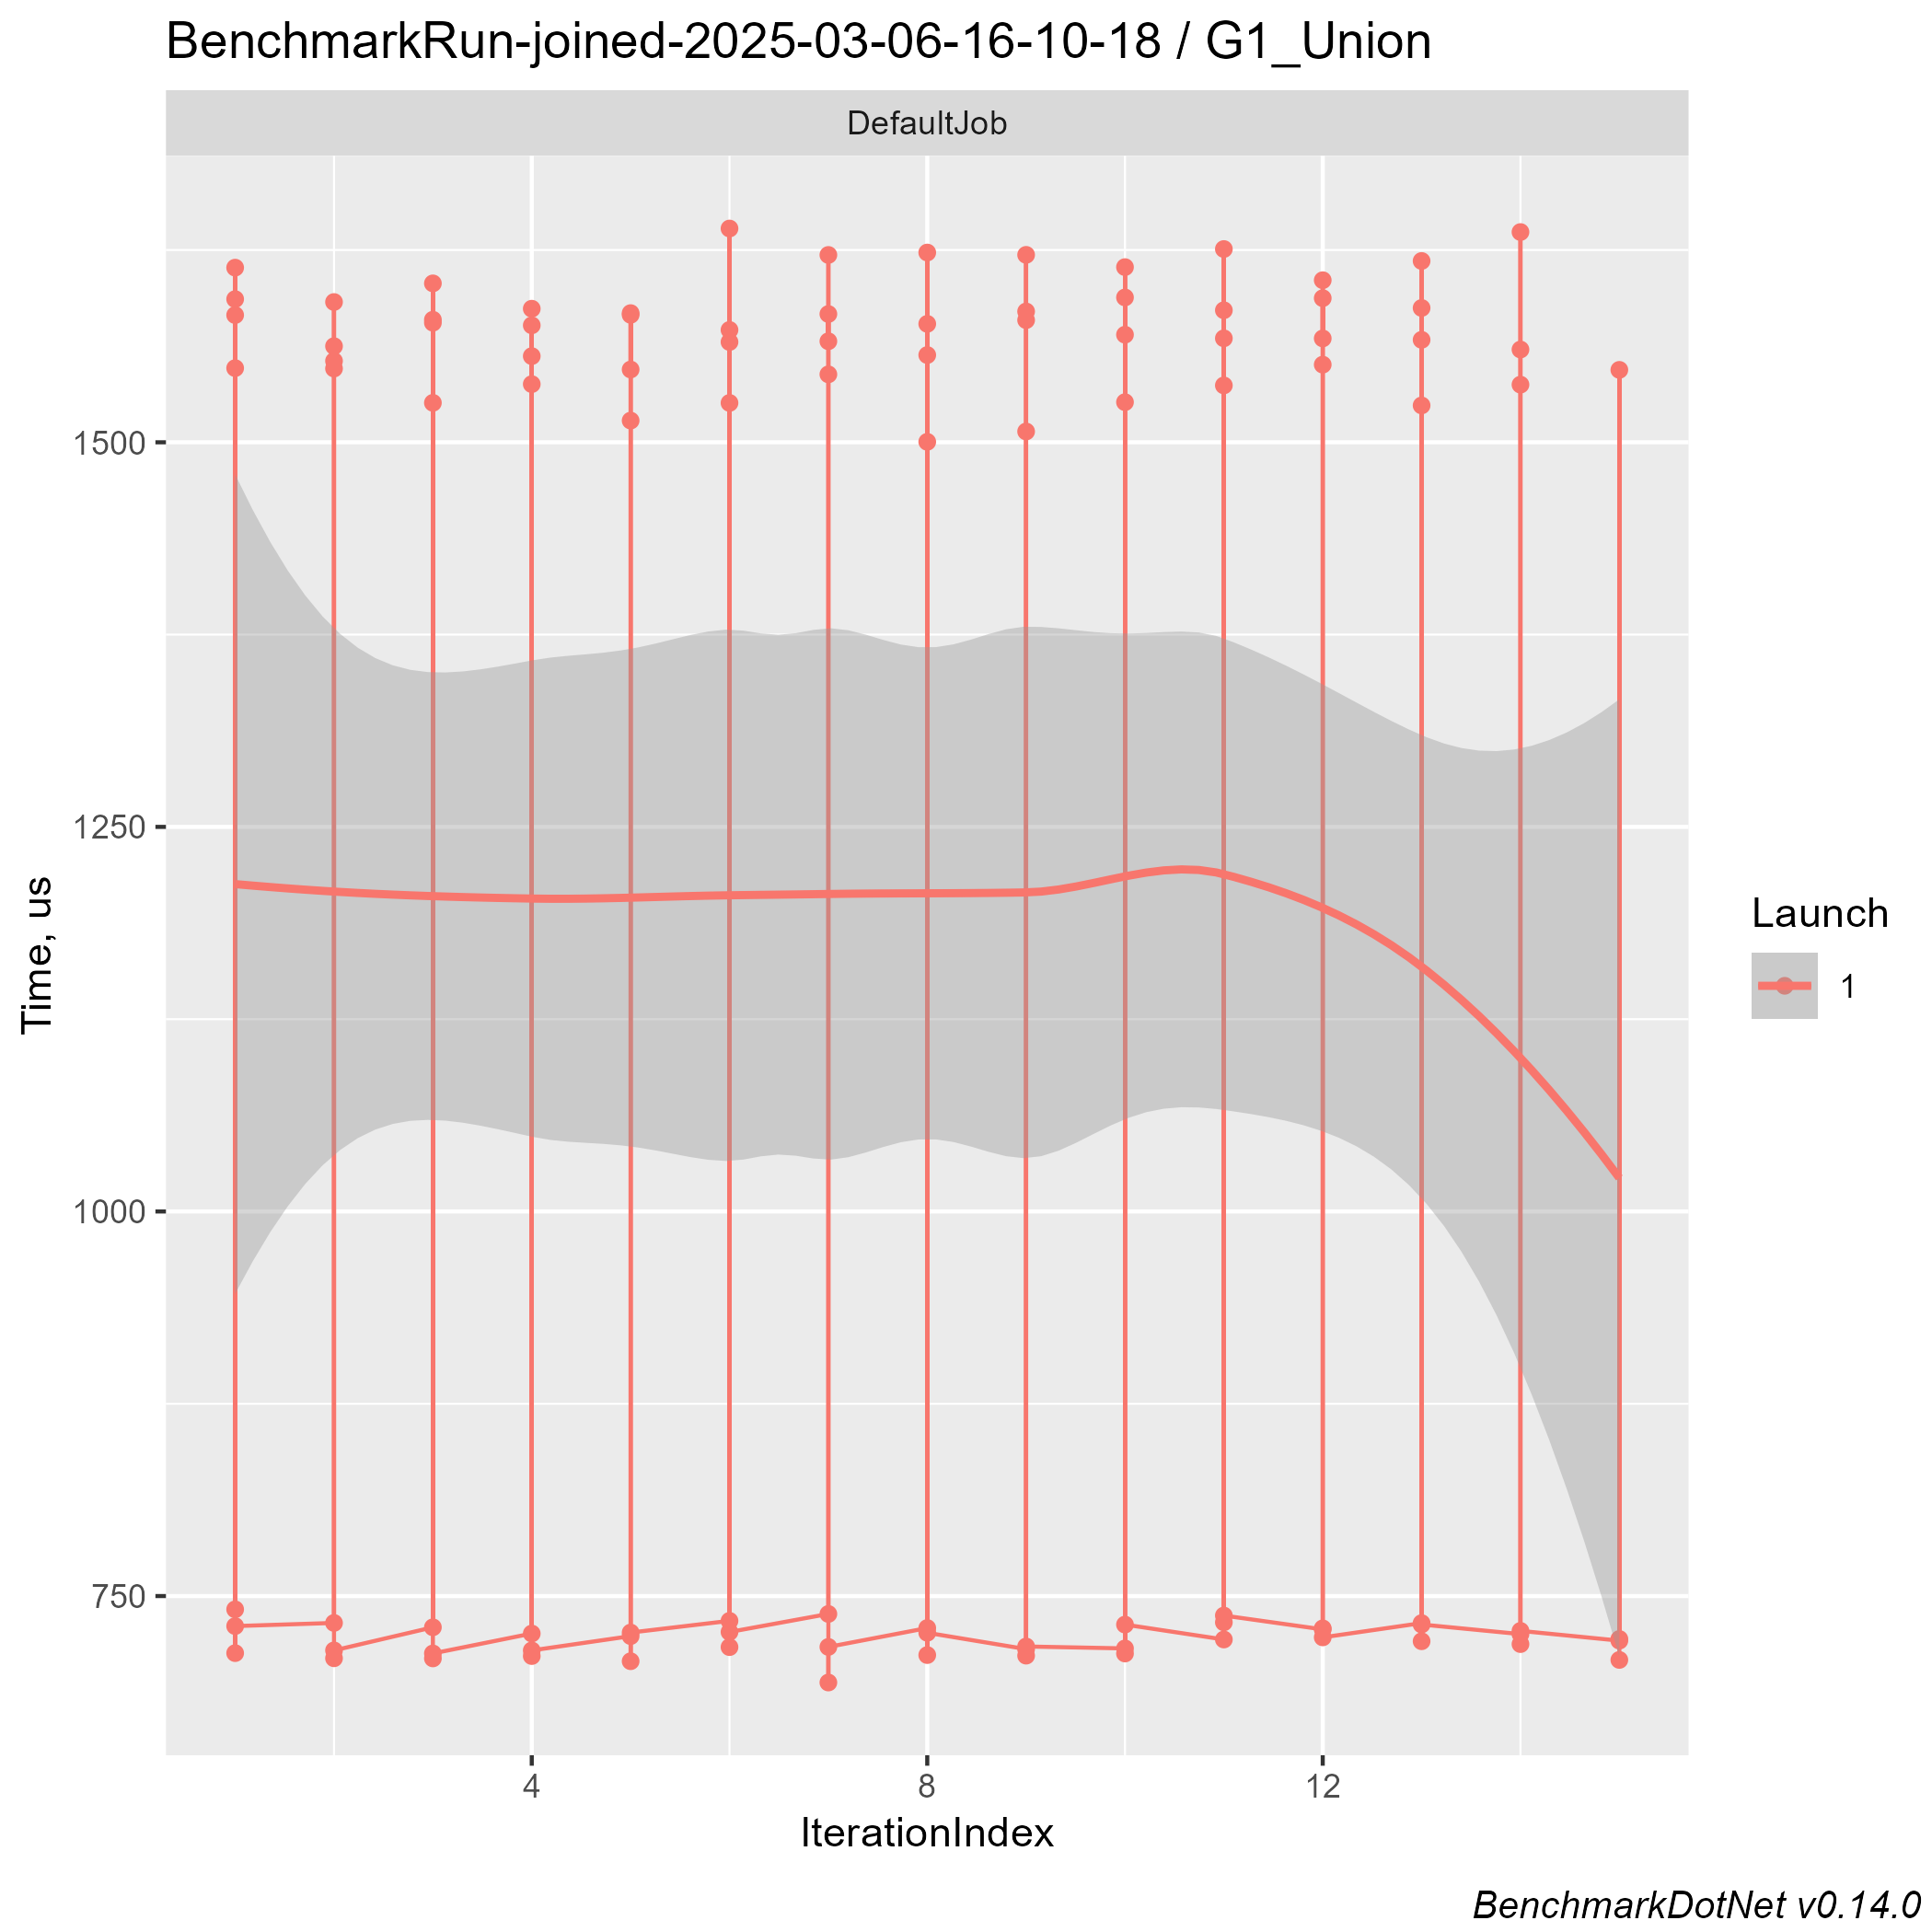 BenchmarkRun-joined-2025-03-06-16-10-18 / G1_Union
DefaultJob
1500
1250
1000
750
Time, us
4
8
12
IterationIndex
Launch
1
BenchmarkDotNet v0.14.0